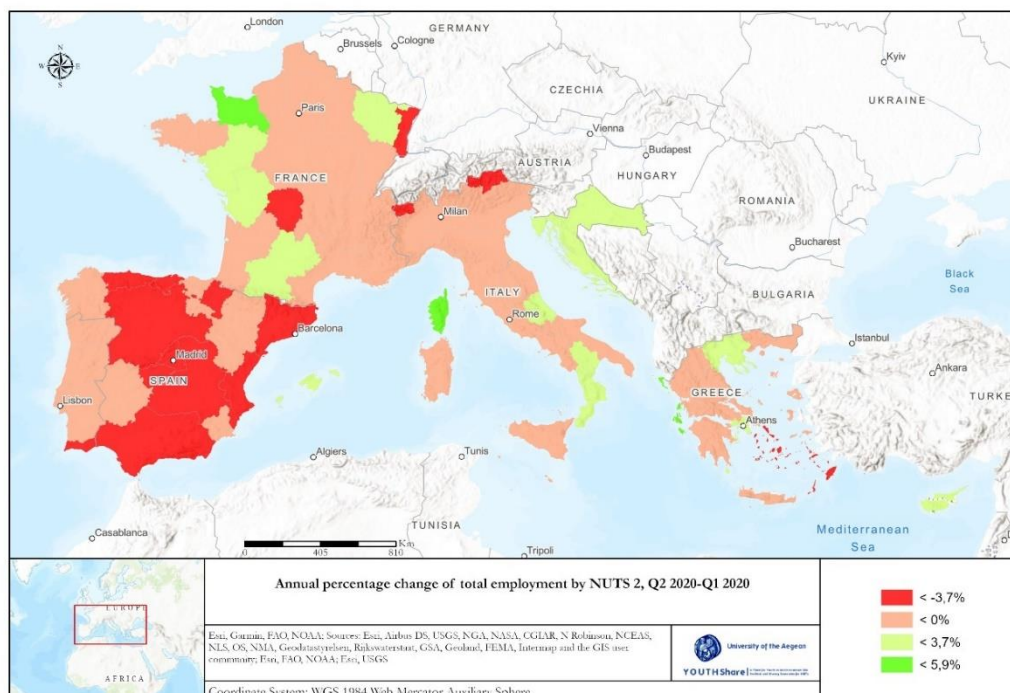 London
GERMANY
Kyiv
Brussels
Cologne
N
W E
S
CZECHIA
UKRAINE
Paris
Vienna
Budapest
AUSTRIA
HUNGARY
FRANCE
ROMANIA
Milan
Bucharest
Black
Sea
ITALY
BULGARIA
Rome
Barcelona
Istanbul
Madrid
Ankara
SPAIN
GREECE
TURKE
Lisbon
Athens
Algiers
Tunis
Mediterranean
Sea
Casablanca
TUNISIA
Km
0 405 810
Tripoli
Annual percentage change of total employment by NUTS 2, Q2 2020-Q1 2020
EUROPE
AFRICA
Esri, Garmin, FAO, NOAA; Sources: Esri, Airbus DS, USGS, NGA, NASA, CGIAR, N Robinson, NCEAS,
NLS, OS, NMA, Geodatastyrelsen, Rijkswaterstaat, GSA, Geoland, FEMA, Intermap and the GIS user
community; Esri, FAO, NOAA; Esri, USGS
University of the Aegean
YOUTHShare
Coordinate System: WGS 1984 Web Mercator Auxiliary Sphere
< -3,7%
< 0%
< 3,7%
< 5,9%